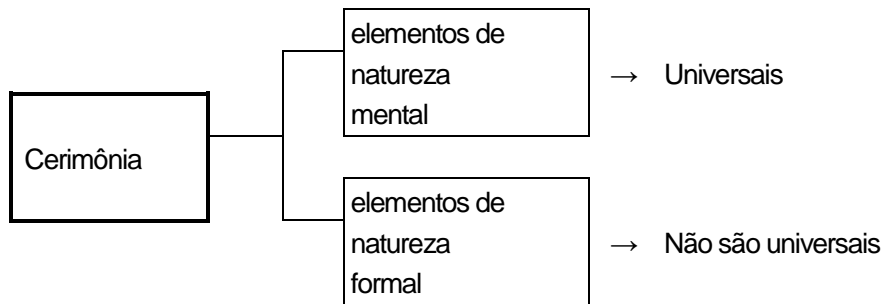 elementos de
natureza
mental
→ Universais
Cerimônia
elementos de
natureza
formal
→ Não são universais